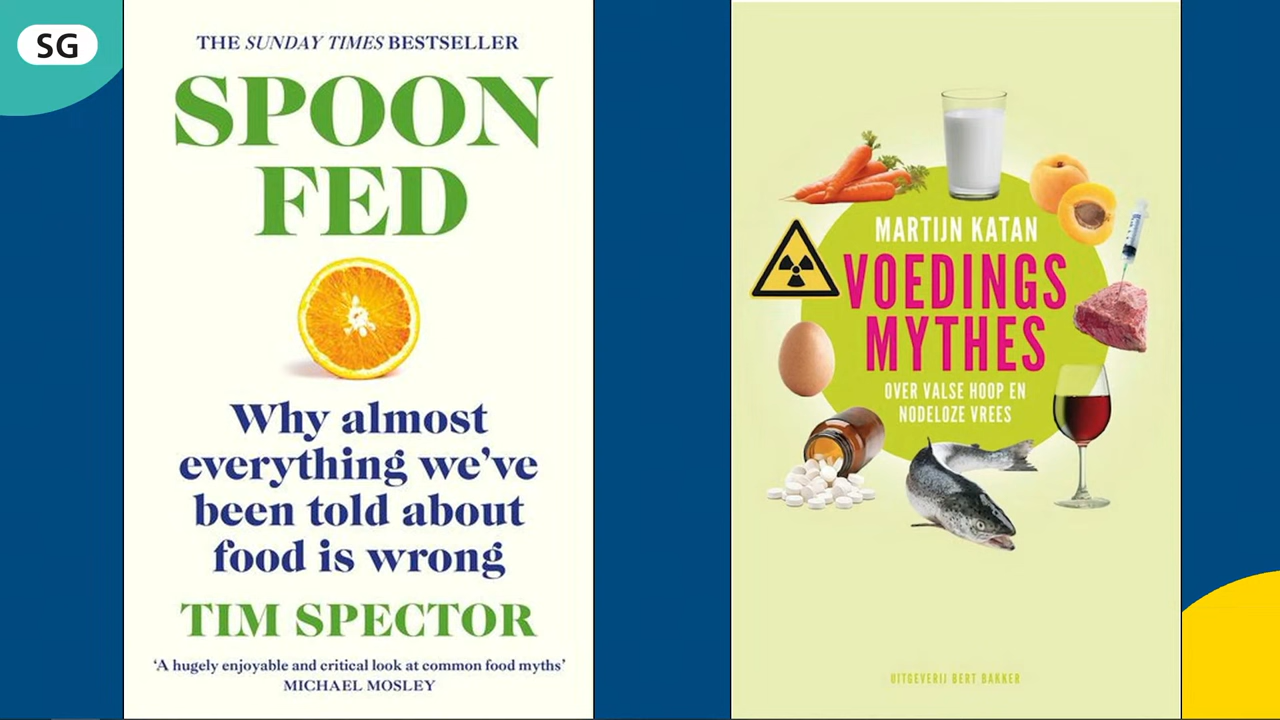 SG
THE SUNDAY TIMES BESTSELLER
SPOON
FED
Why almost
everything we've
been told about
food is wrong
TIM SPECTOR
'A hugely enjoyable and critical look at common food myths'
MICHAEL MOSLEY
MARTIJN KATAN
VOEDINGS
MYTHES
OVER VALSE HOOP EN
NODELOZE VREES
UITGEVERIJ BERT BAKKER